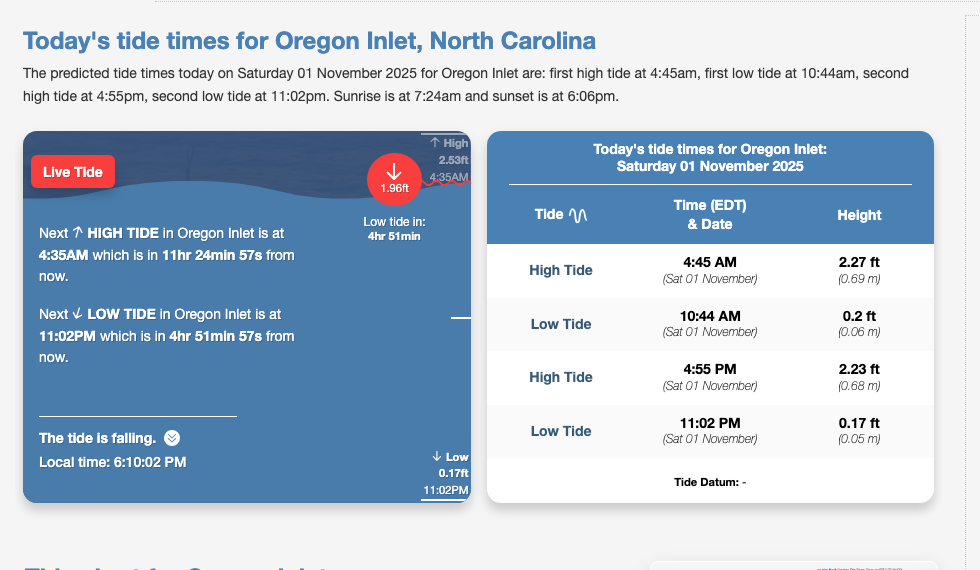 Today's tide times for Oregon Inlet, North Carolina
The predicted tide times today on Saturday 01 November 2025 for Oregon Inlet are: first high tide at 4:45am, first low tide at 10:44am, second
high tide at 4:55pm, second low tide at 11:02pm. Sunrise is at 7:24am and sunset is at 6:06pm.
Live Tide
↑ High
2.53ft
4:35AM
1.96ft
Low tide in:
4hr 51min
Next ↑ HIGH TIDE in Oregon Inlet is at
4:35AM which is in 11hr 24min 57s from
now.
Next ↓ LOW TIDE in Oregon Inlet is at
11:02PM which is in 4hr 51min 57s from
now.
The tide is falling.
Local time: 6:10:02 PM
↓ Low
0.17ft
11:02PM
Today's tide times for Oregon Inlet:
Saturday 01 November 2025
Tide
Time (EDT)
& Date
Height
High Tide
4:45 AM
(Sat 01 November)
2.27 ft
(0.69 m)
Low Tide
10:44 AM
(Sat 01 November)
0.2 ft
(0.06 m)
High Tide
4:55 PM
(Sat 01 November)
2.23 ft
(0.68 m)
Low Tide
11:02 PM
(Sat 01 November)
0.17 ft
(0.05 m)
Tide Datum: -